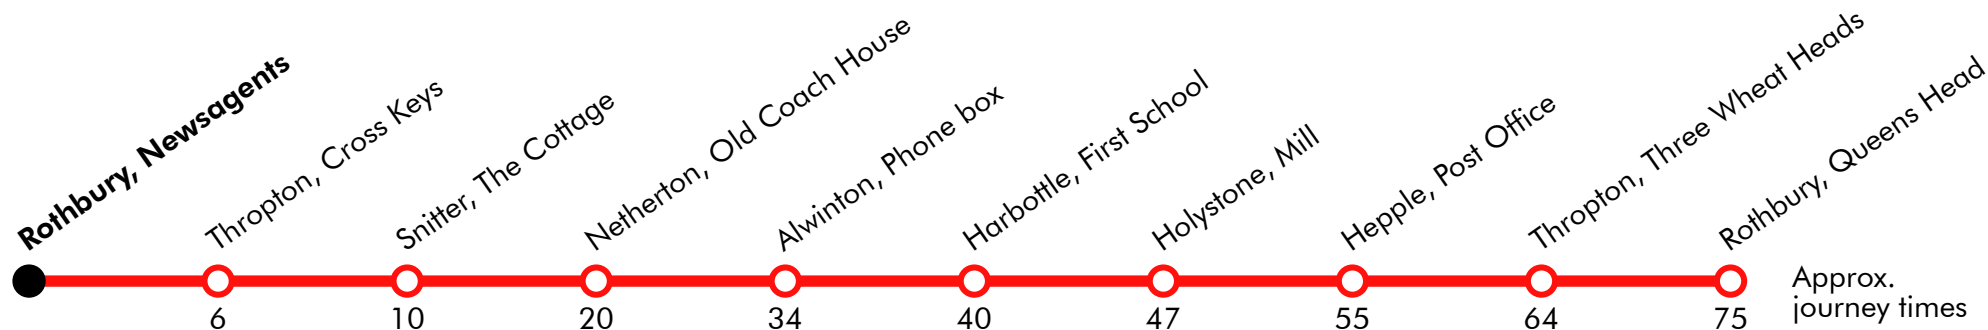 Rothbury, Newsagents
Thropton, Cross Keys
Snitter, The Cottage
Netherton, Old Coach House
Alwinton, Phone box
Harbottle, First School
Holystone, Mill
Hepple, Post Office
Thropton, Three Wheat Heads
Rothbury, Queens Head
6 10 20 34 40 47 55 64 75
Approx.
journey times